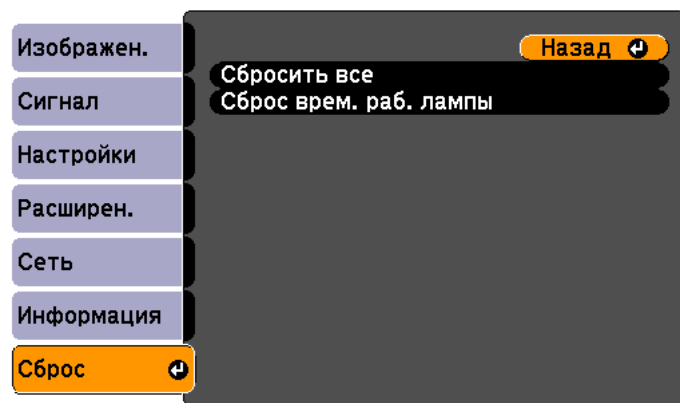 Изображен.
Сигнал
Настройки
Расширен.
Сеть
Информация
Сброс
Назад
Сбросить все
Сброс врем. раб. лампы